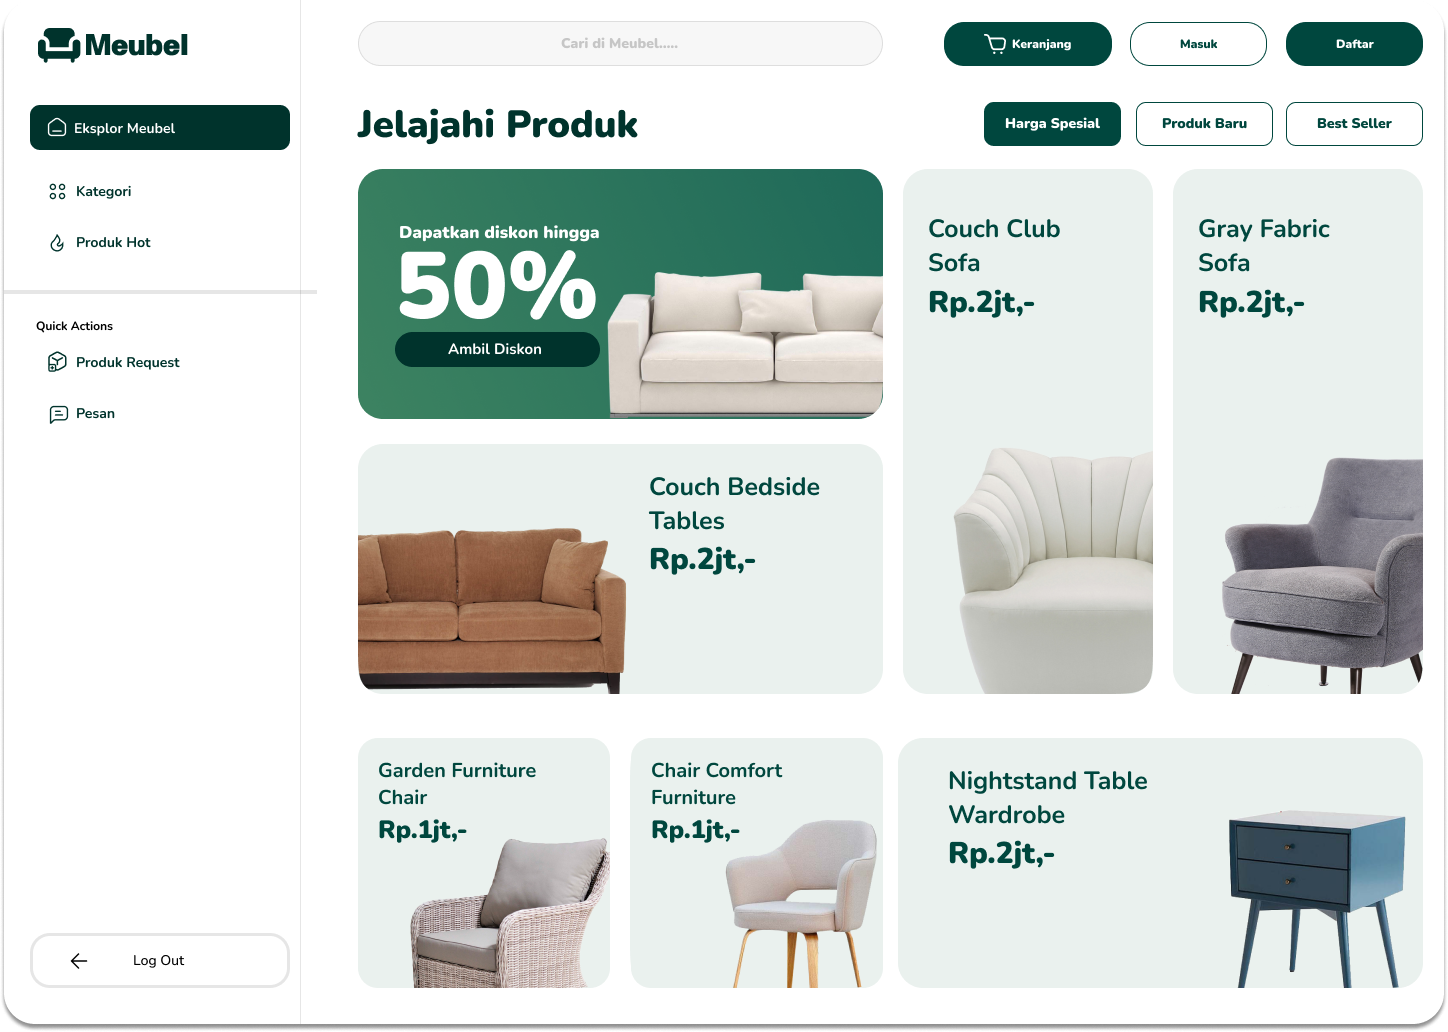 Meubel
Cari di Meubel.....
Keranjang
Masuk
Daftar
Eksplor Meubel
Kategori
Produk Hot
Quick Actions
Produk Request
Pesan
Log Out
Jelajahi Produk
Harga Spesial
Produk Baru
Best Seller
Dapatkan diskon hingga
50%
Ambil Diskon
Couch Club
Sofa
Rp.2jt,-
Gray Fabric
Sofa
Rp.2jt,-
Couch Bedside
Tables
Rp.2jt,-
Garden Furniture
Chair
Rp.1jt,-
Chair Comfort
Furniture
Rp.1jt,-
Nightstand Table
Wardrobe
Rp.2jt,-